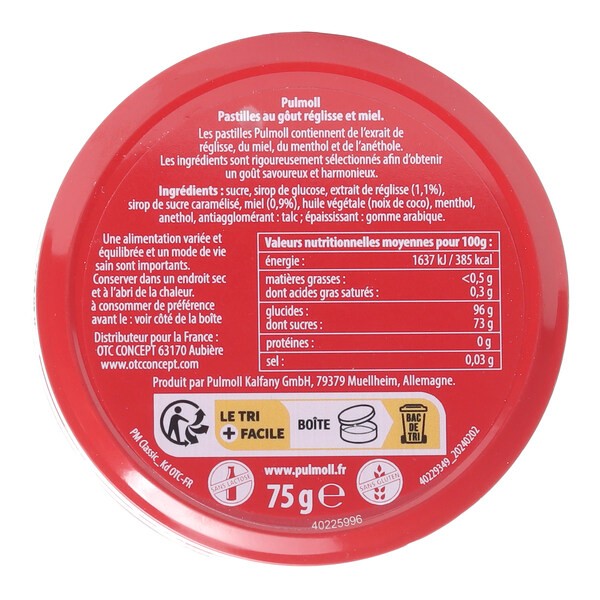 Pulmoll
Pastilles au goût réglisse et miel.
Les pastilles Pulmoll contiennent de l'exrait de
réglisse, du miel, du menthol et de l'anéthole.
Les ingrédients sont rigoureusement sélectionnés afin d'obtenir
un goût savoureux et harmonieux.
Ingrédients : sucre, sirop de glucose, extrait de réglisse (1,1%),
sirop de sucre caramélisé, miel (0,9%), huile végétale (noix de coco), menthol,
anethol, antiagglomérant : talc ; épaississant : gomme arabique.
Une alimentation variée et
équilibrée et un mode de vie
sain sont importants.
Conserver dans un endroit sec
et à l'abri de la chaleur.
à consommer de préférence
avant le : voir côté de la boîte
Distributeur pour la France :
OTC CONCEPT 63170 Aubière
www.otcconcept.com
Valeurs nutritionnelles moyennes pour 100g :
énergie : 1637 kJ / 385 kcal
matières grasses : <0,5 g
dont acides gras saturés : 0,3 g
glucides : 96 g
dont sucres : 73 g
protéines : 0 g
sel : 0,03 g
Produit par Pulmoll Kalfany GmbH, 79379 Muellheim, Allemagne.
LE TRI
+ FACILE
BOÎTE
BAC
DE
TRI
PM Classic_Kd OTC-FR
SANS LACTOSE
www.pulmoll.fr
75 g e
SANS GLUTEN
40229349_20240202
40225996